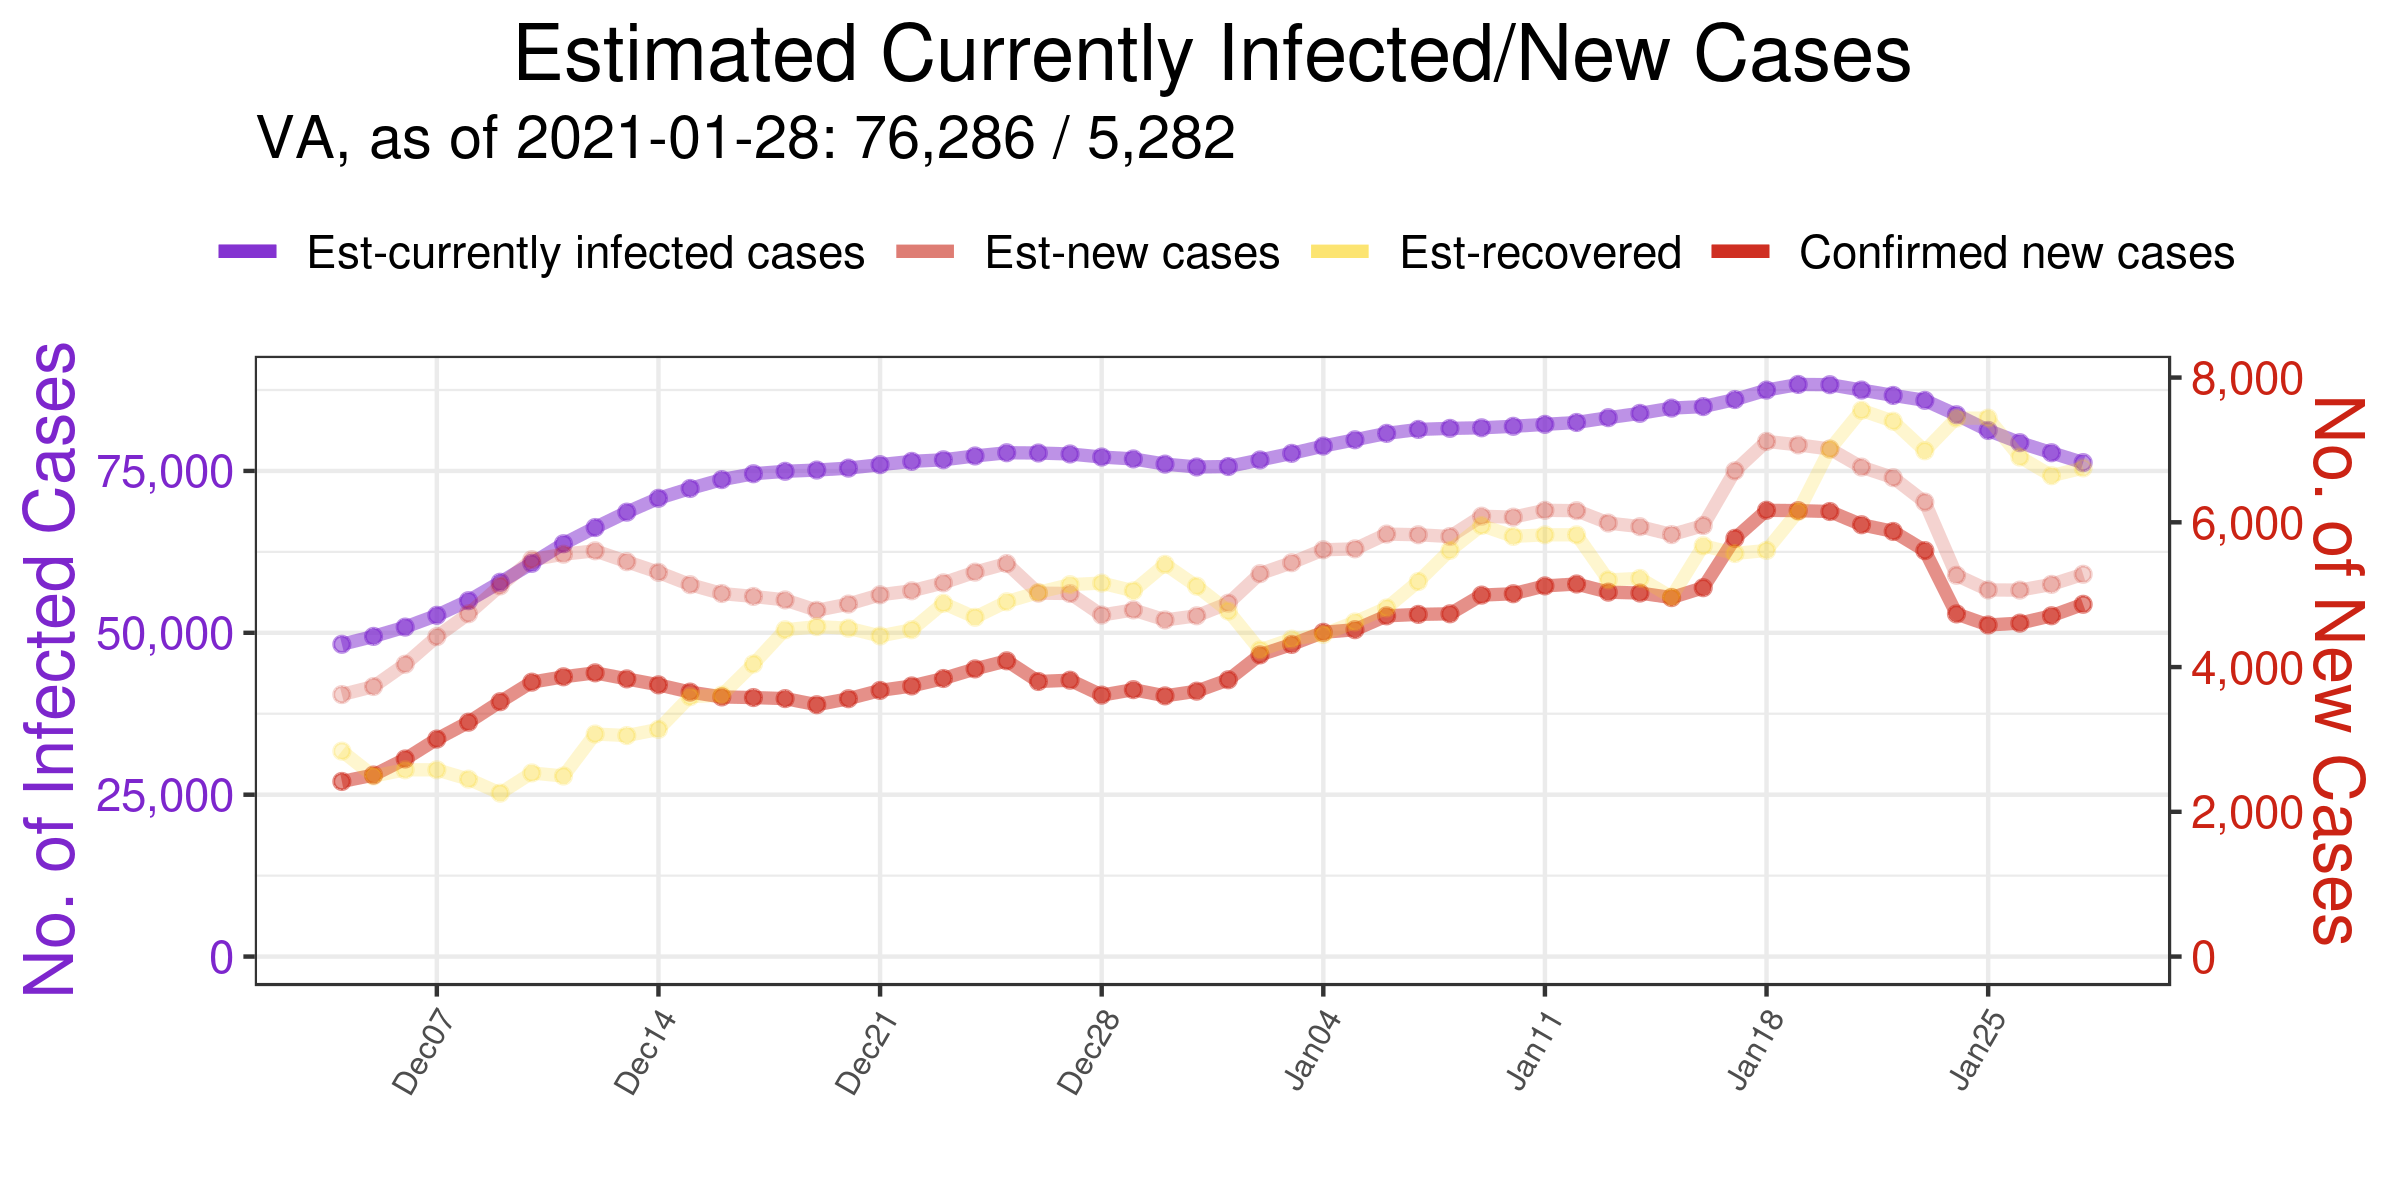 Estimated Currently Infected/New Cases
VA, as of 2021-01-28: 76,286 / 5,282
Est-currently infected cases Est-new cases Est-recovered Confirmed new cases
No. of Infected Cases
75,000
50,000
25,000
0
8,000
6,000
4,000
2,000
0
No. of New Cases
Dec07 Dec14 Dec21 Dec28 Jan04 Jan11 Jan18 Jan25